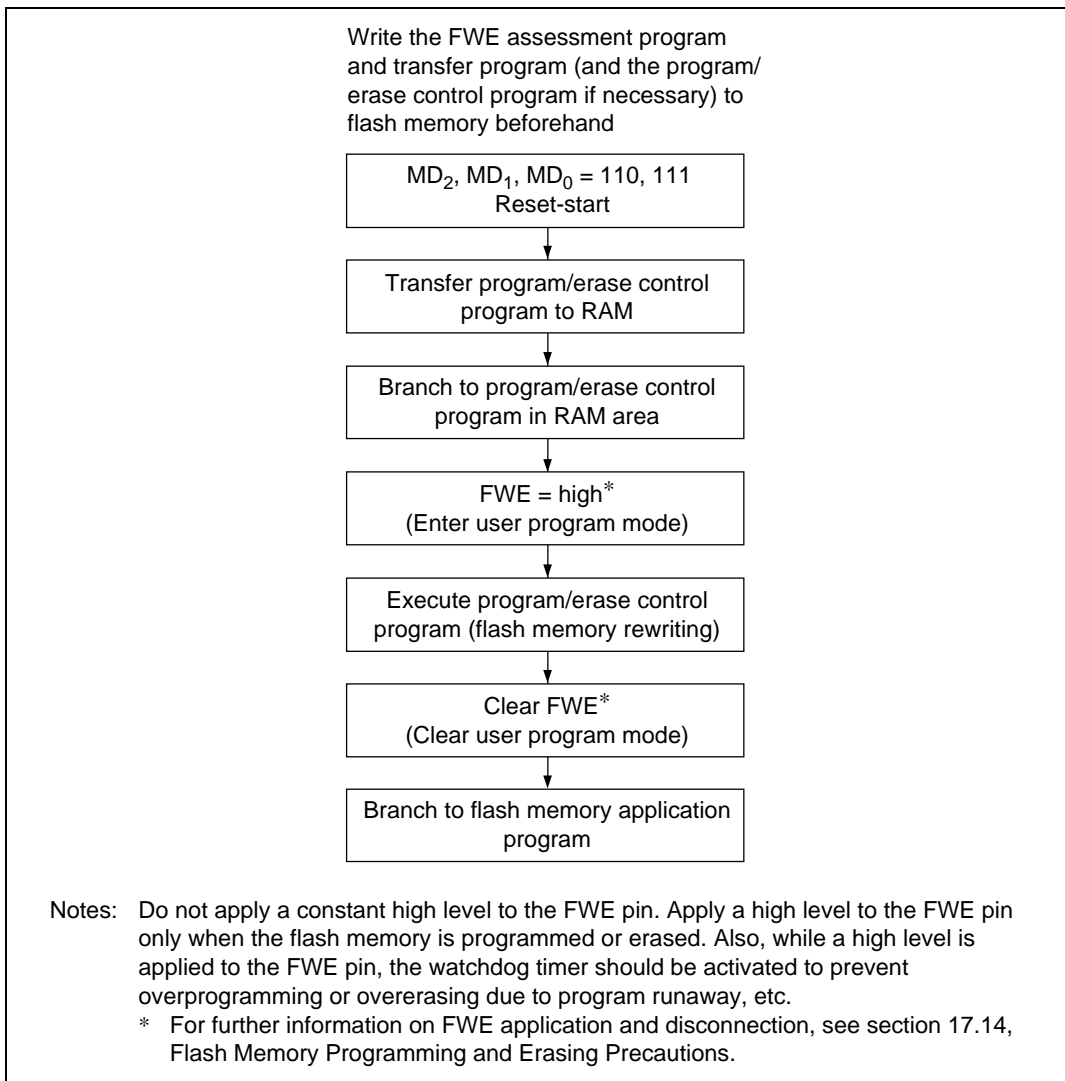 Write the FWE assessment program
and transfer program (and the program/
erase control program if necessary) to
flash memory beforehand
MD2, MD1, MD0 = 110, 111
Reset-start
Transfer program/erase control
program to RAM
Branch to program/erase control
program in RAM area
FWE = high*
(Enter user program mode)
Execute program/erase control
program (flash memory rewriting)
Clear FWE*
(Clear user program mode)
Branch to flash memory application
program
Notes: Do not apply a constant high level to the FWE pin. Apply a high level to the FWE pin
only when the flash memory is programmed or erased. Also, while a high level is
applied to the FWE pin, the watchdog timer should be activated to prevent
overprogramming or overerasing due to program runaway, etc.
* For further information on FWE application and disconnection, see section 17.14,
Flash Memory Programming and Erasing Precautions.